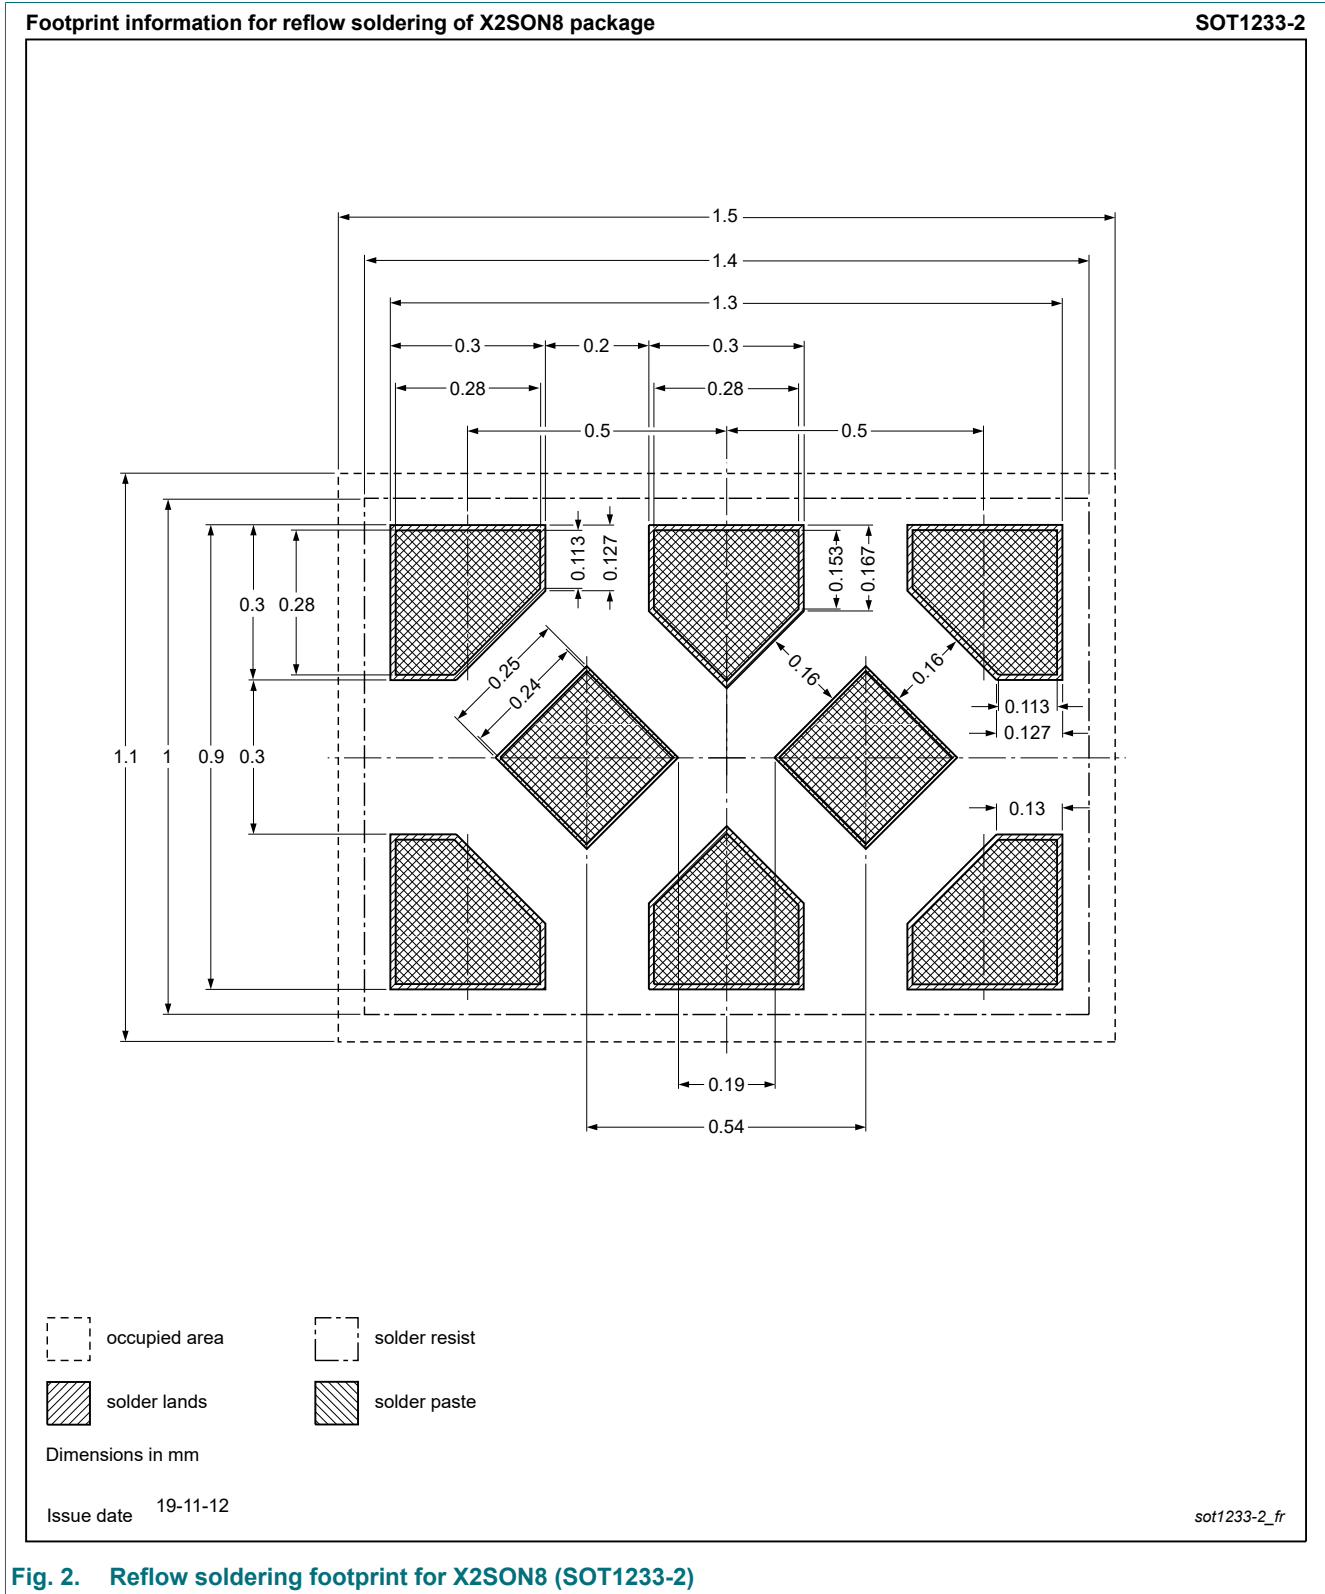 Footprint information for reflow soldering of X2SON8 package SOT1233-2
1.5
1.4
1.3
0.3 0.2 0.3
0.28 0.28
0.5 0.5
0.113 0.127 0.153 0.167
0.3 0.28
0.25 0.16 0.16
0.24
0.113
0.127
1.1 1 0.9 0.3
0.13
0.19
0.54
occupied area solder resist
solder lands solder paste
Dimensions in mm
Issue date 19-11-12
sot1233-2_fr
Fig. 2. Reflow soldering footprint for X2SON8 (SOT1233-2)